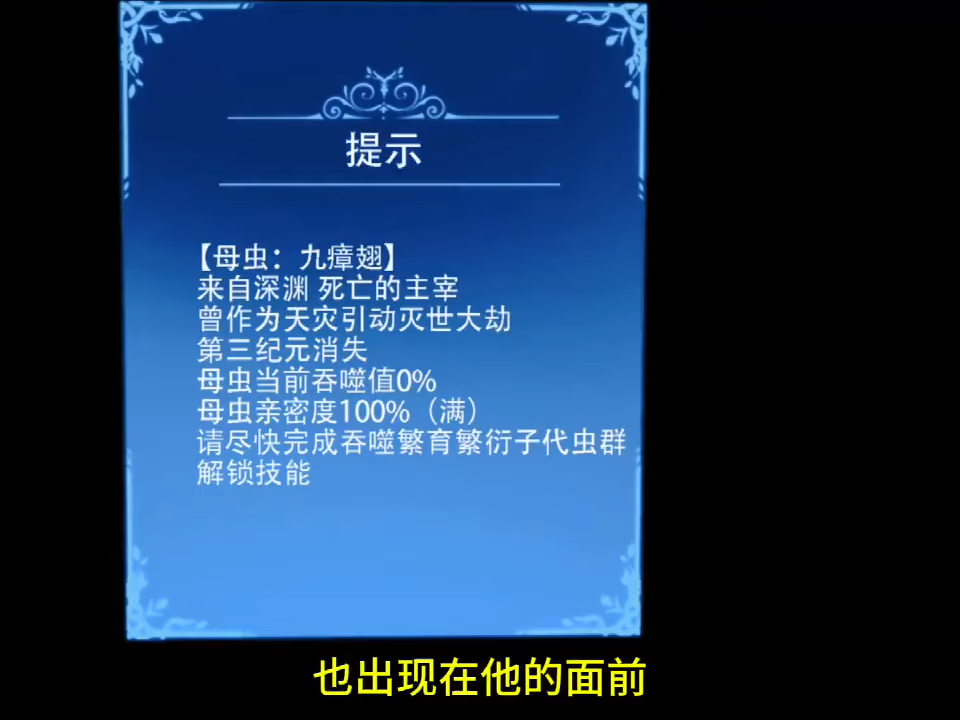 提示
【母虫：九瘴翅】
来自深渊 死亡的主宰
曾作为天灾引动灭世大劫
第三纪元消失
母虫当前吞噬值0%
母虫亲密度100%（满）
请尽快完成吞噬繁育繁衍子代虫群
解锁技能
也出现在他的面前